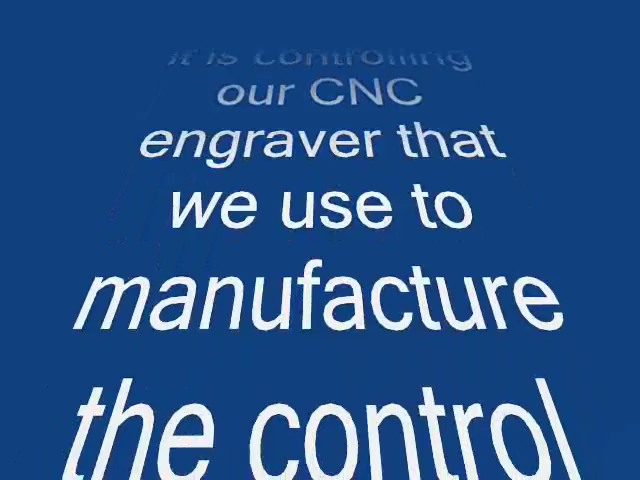 it is controlling
our CNC
engraver that
we use to
manufacture
the control